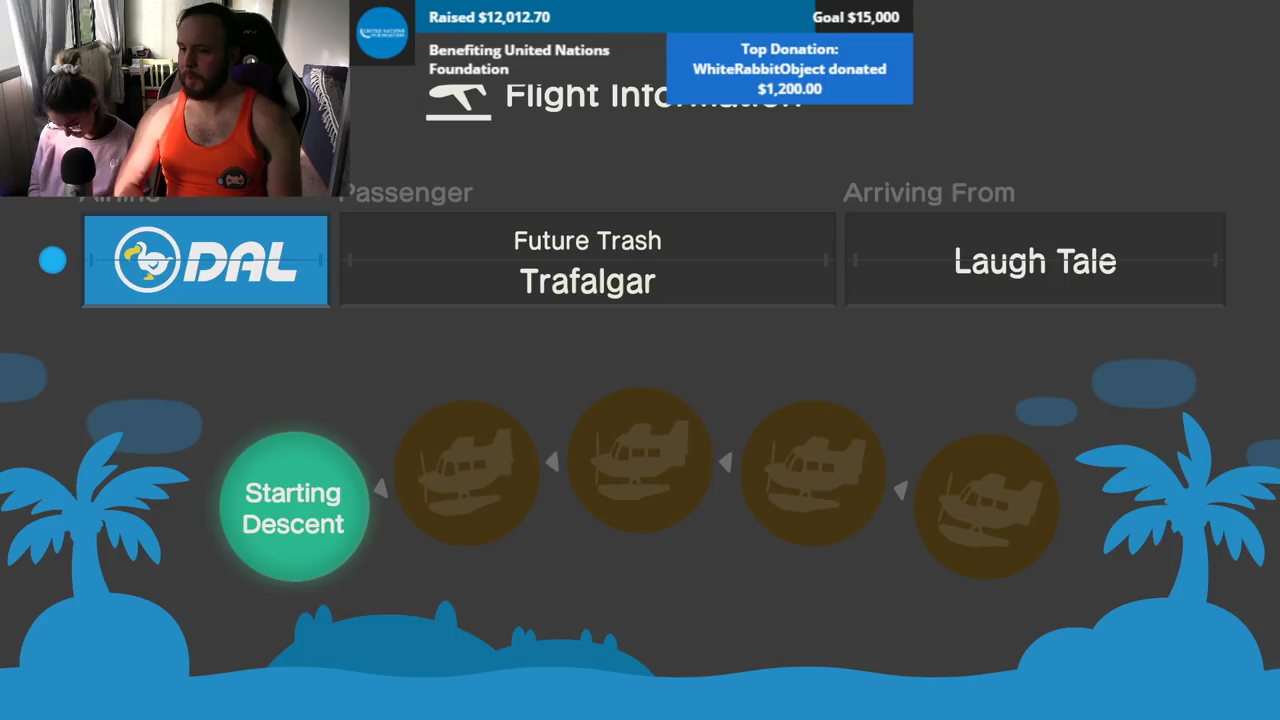 Raised $12,012.70
Goal $15,000
Benefiting United Nations
Foundation
Top Donation:
WhiteRabbitObject donated
$1,200.00
Flight Information
Passenger
Arriving From
DAL
Future Trash
Trafalgar
Laugh Tale
Starting
Descent